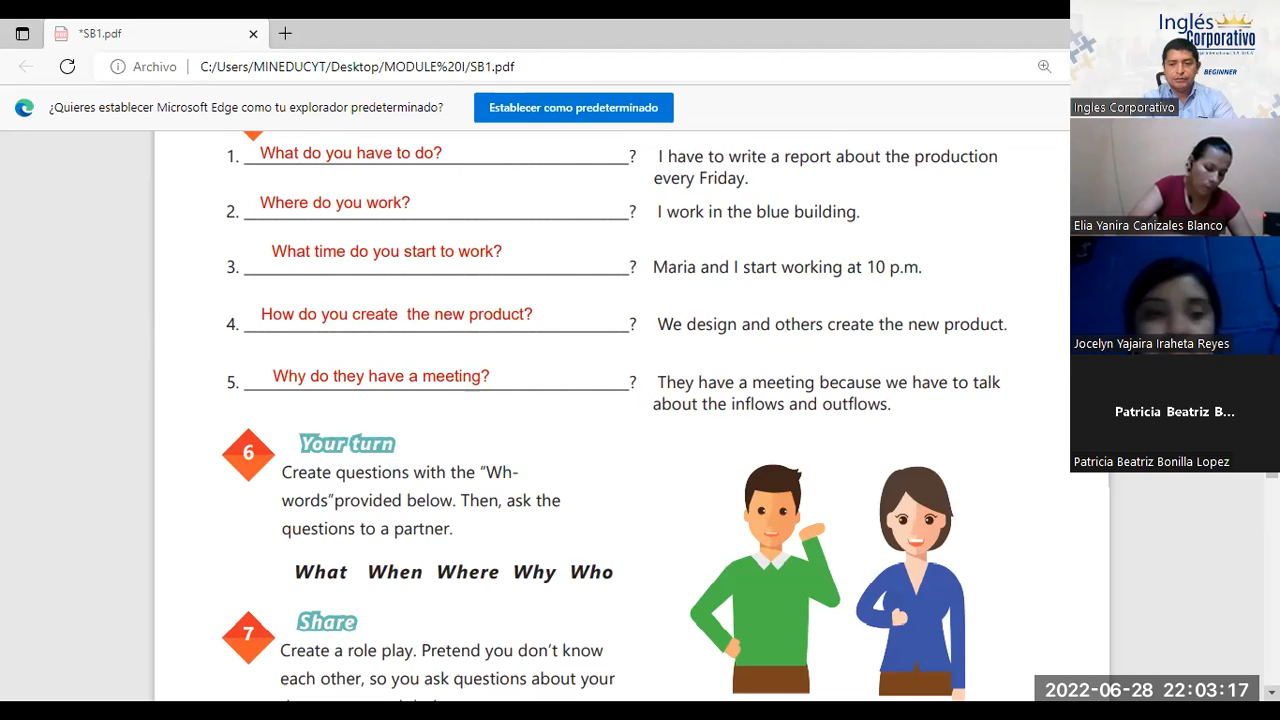 *SB1.pdf
Archivo
C:/Users/MINEDUCYT/Desktop/MODULE%20I/SB1.pdf
¿Quieres establecer Microsoft Edge como tu explorador predeterminado?
Establecer como predeterminado
1. What do you have to do? ? I have to write a report about the production
every Friday.
2. Where do you work? ? I work in the blue building.
3. What time do you start to work? ? Maria and I start working at 10 p.m.
4. How do you create the new product? ? We design and others create the new product.
5. Why do they have a meeting? ? They have a meeting because we have to talk
about the inflows and outflows.
6 Your turn
Create questions with the “Wh-
words“provided below. Then, ask the
questions to a partner.
What When Where Why Who
7 Share
Create a role play. Pretend you don’t know
each other, so you ask questions about your
Inglés
Corporativo
BEGINNER
Ingles Corporativo
Elia Yanira Canizales Blanco
Jocelyn Yajaira Iraheta Reyes
Patricia Beatriz B...
Patricia Beatriz Bonilla Lopez
2022-06-28 22:03:17